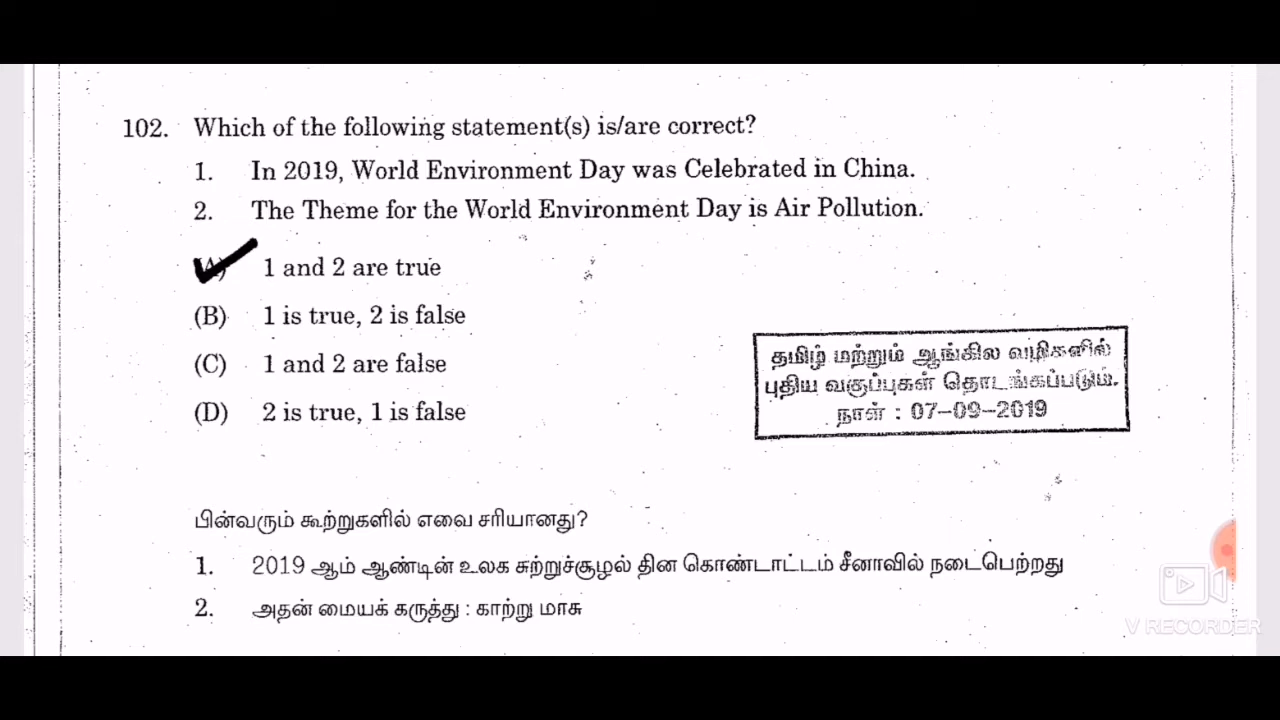 102. Which of the following statement(s) is/are correct?
1. In 2019, World Environment Day was Celebrated in China.
2. The Theme for the World Environment Day is Air Pollution.
(A) 1 and 2 are true
(B) 1 is true, 2 is false
(C) 1 and 2 are false
(D) 2 is true, 1 is false
தமிழ் மற்றும் ஆங்கில வழிகளில்
புதிய வகுப்புகள் தொடங்கப்படும்.
நாள் : 07-09-2019
பின்வரும் கூற்றுகளில் எவை சரியானது?
1. 2019 ஆம் ஆண்டின் உலக சுற்றுச்சூழல் தின கொண்டாட்டம் சீனாவில் நடைபெற்றது
2. அதன் மையக் கருத்து : காற்று மாசு
V RECORDER